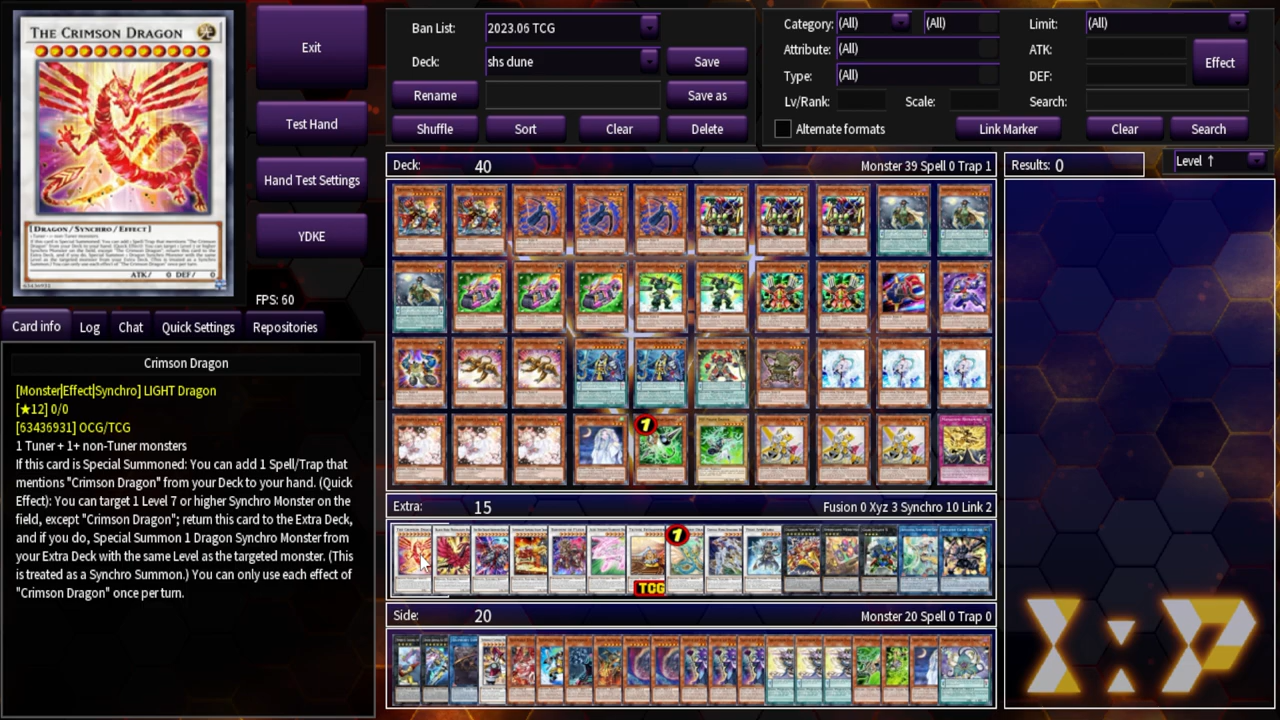 THE CRIMSON DRAGON
[DRAGON/SYNCHRO/EFFECT]
ATK/ 0 DEF/ 0
63436931
Exit
Test Hand
Hand Test Settings
YDKE
FPS: 60
Card info
Log
Chat
Quick Settings
Repositories
Crimson Dragon
[Monster|Effect|Synchro] LIGHT Dragon
[★12] 0/0
[63436931] OCG/TCG
1 Tuner + 1+ non-Tuner monsters
If this card is Special Summoned: You can add 1 Spell/Trap that
mentions "Crimson Dragon" from your Deck to your hand. (Quick
Effect): You can target 1 Level 7 or higher Synchro Monster on the
field, except "Crimson Dragon"; return this card to the Extra Deck,
and if you do, Special Summon 1 Dragon Synchro Monster from
your Extra Deck with the same Level as the targeted monster. (This
is treated as a Synchro Summon.) You can only use each effect of
"Crimson Dragon" once per turn.
Ban List:
2023.06 TCG
Deck:
shs dune
Save
Rename
Save as
Shuffle
Sort
Clear
Delete
Category:
(All)
(All)
Limit:
(All)
Attribute:
(All)
ATK:
Effect
Type:
(All)
DEF:
Lv/Rank:
Scale:
Search:
Alternate formats
Link Marker
Clear
Search
Deck:
40
Monster 39 Spell 0 Trap 1
Results: 0
Level ↑
1
Extra:
15
Fusion 0 Xyz 3 Synchro 10 Link 2
1
TCG
Side:
20
Monster 20 Spell 0 Trap 0